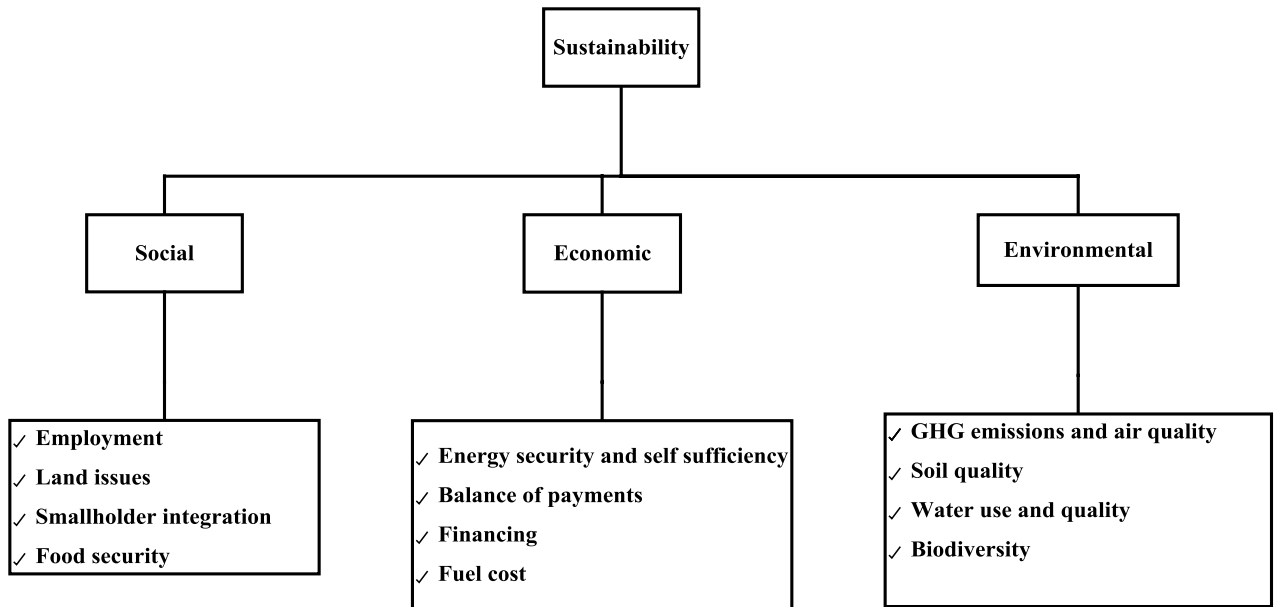 Sustainability
Social
Economic
Environmental
✓ Employment
✓ Land issues
✓ Smallholder integration
✓ Food security
✓ Energy security and self sufficiency
✓ Balance of payments
✓ Financing
✓ Fuel cost
✓ GHG emissions and air quality
✓ Soil quality
✓ Water use and quality
✓ Biodiversity